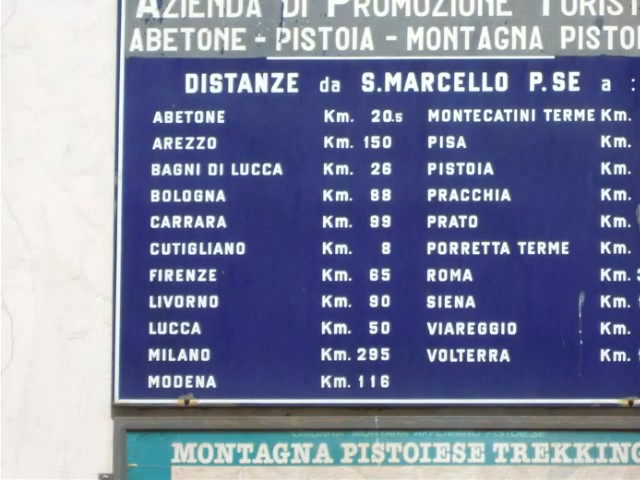 AZIENDA DI PROMOZIONE TURIST
ABETONE - PISTOIA - MONTAGNA PISTO
DISTANZE da S.MARCELLO P.SE a :
ABETONE Km. 20.5 MONTECATINI TERME Km.
AREZZO Km. 150 PISA Km.
BAGNI DI LUCCA Km. 26 PISTOIA Km.
BOLOGNA Km. 88 PRACCHIA Km.
CARRARA Km. 99 PRATO Km.
CUTIGLIANO Km. 8 PORRETTA TERME Km.
FIRENZE Km. 65 ROMA Km.
LIVORNO Km. 90 SIENA Km.
LUCCA Km. 50 VIAREGGIO Km.
MILANO Km. 295 VOLTERRA Km.
MODENA Km. 116
MONTAGNA PISTOIESE TREKKING